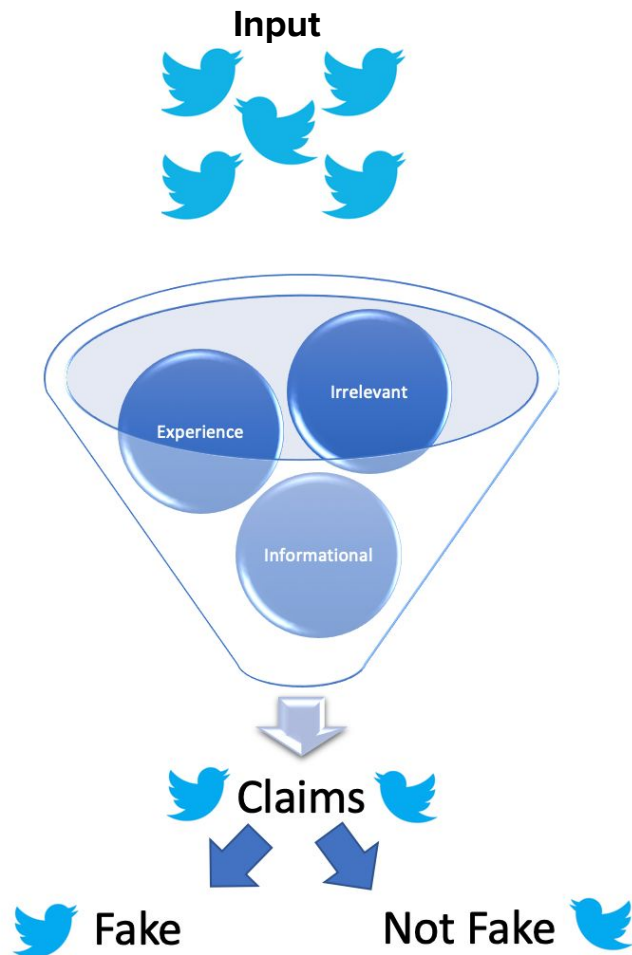 Input
Irrelevant
Experience
Informational
Claims
Fake
Not Fake